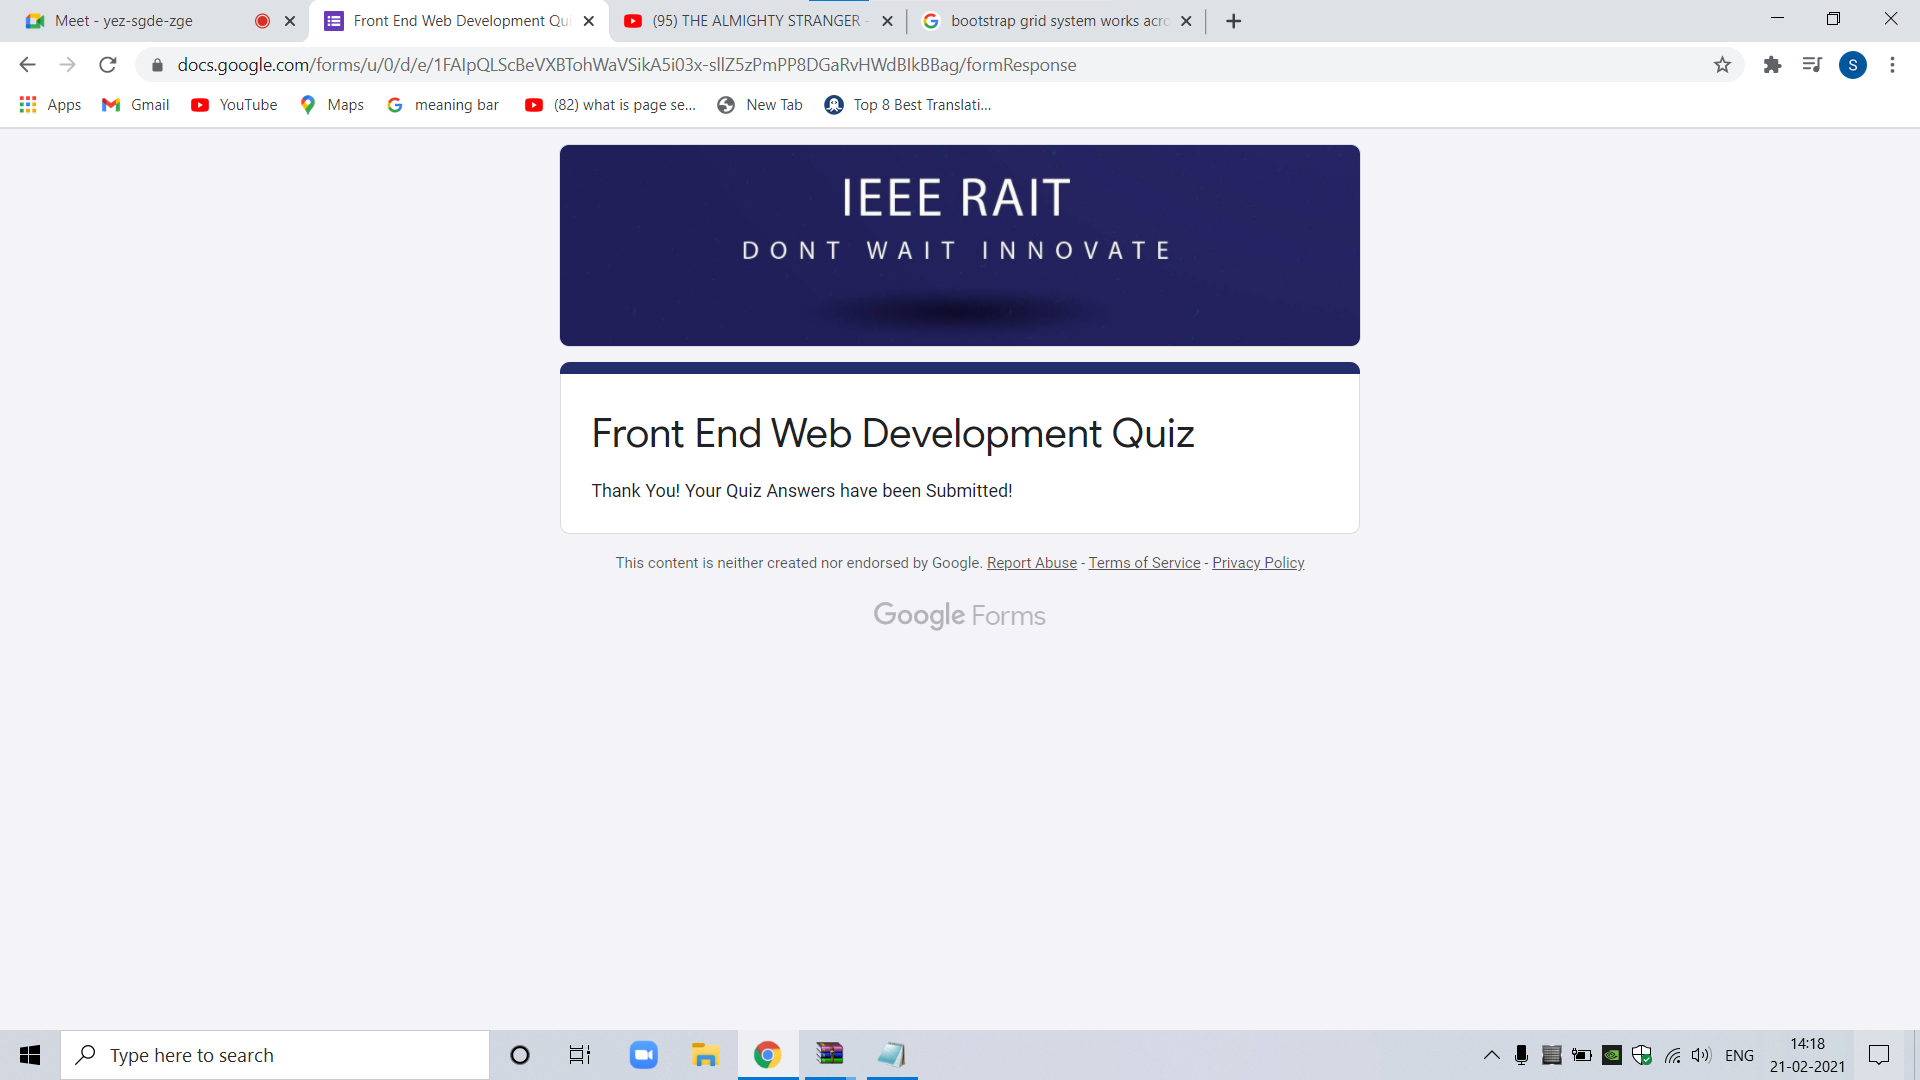 Meet - yez-sgde-zge
Front End Web Development Qui
(95) THE ALMIGHTY STRANGER -
bootstrap grid system works acro
docs.google.com/forms/u/0/d/e/1FAIpQLScBeVXBTohWaVSikA5i03x-sllZ5zPmPP8DGaRvHWdBIkBBag/formResponse
S
Apps
Gmail
YouTube
Maps
meaning bar
(82) what is page se...
New Tab
Top 8 Best Translati...
IEEE RAIT
DONT WAIT INNOVATE
Front End Web Development Quiz
Thank You! Your Quiz Answers have been Submitted!
This content is neither created nor endorsed by Google. Report Abuse - Terms of Service - Privacy Policy
Google Forms
Type here to search
ENG
14:18
21-02-2021